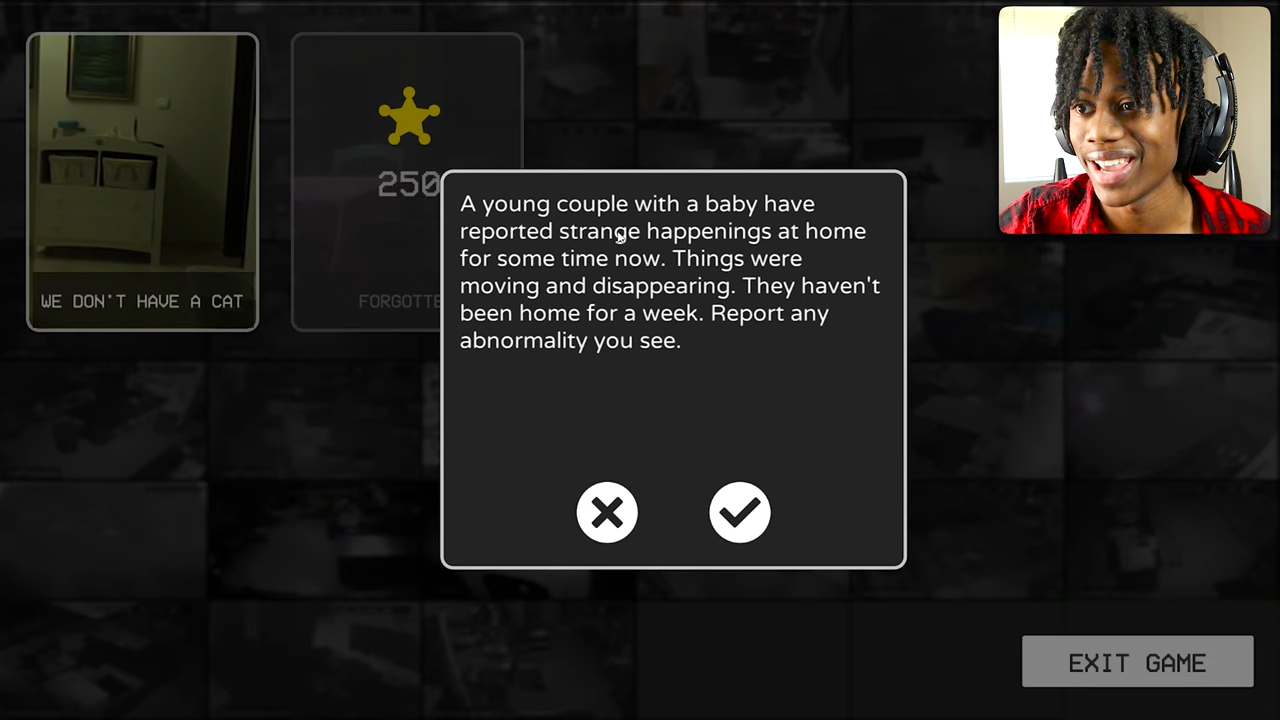 WE DON'T HAVE A CAT
250
FORGOTTE
A young couple with a baby have
reported strange happenings at home
for some time now. Things were
moving and disappearing. They haven't
been home for a week. Report any
abnormality you see.
EXIT GAME